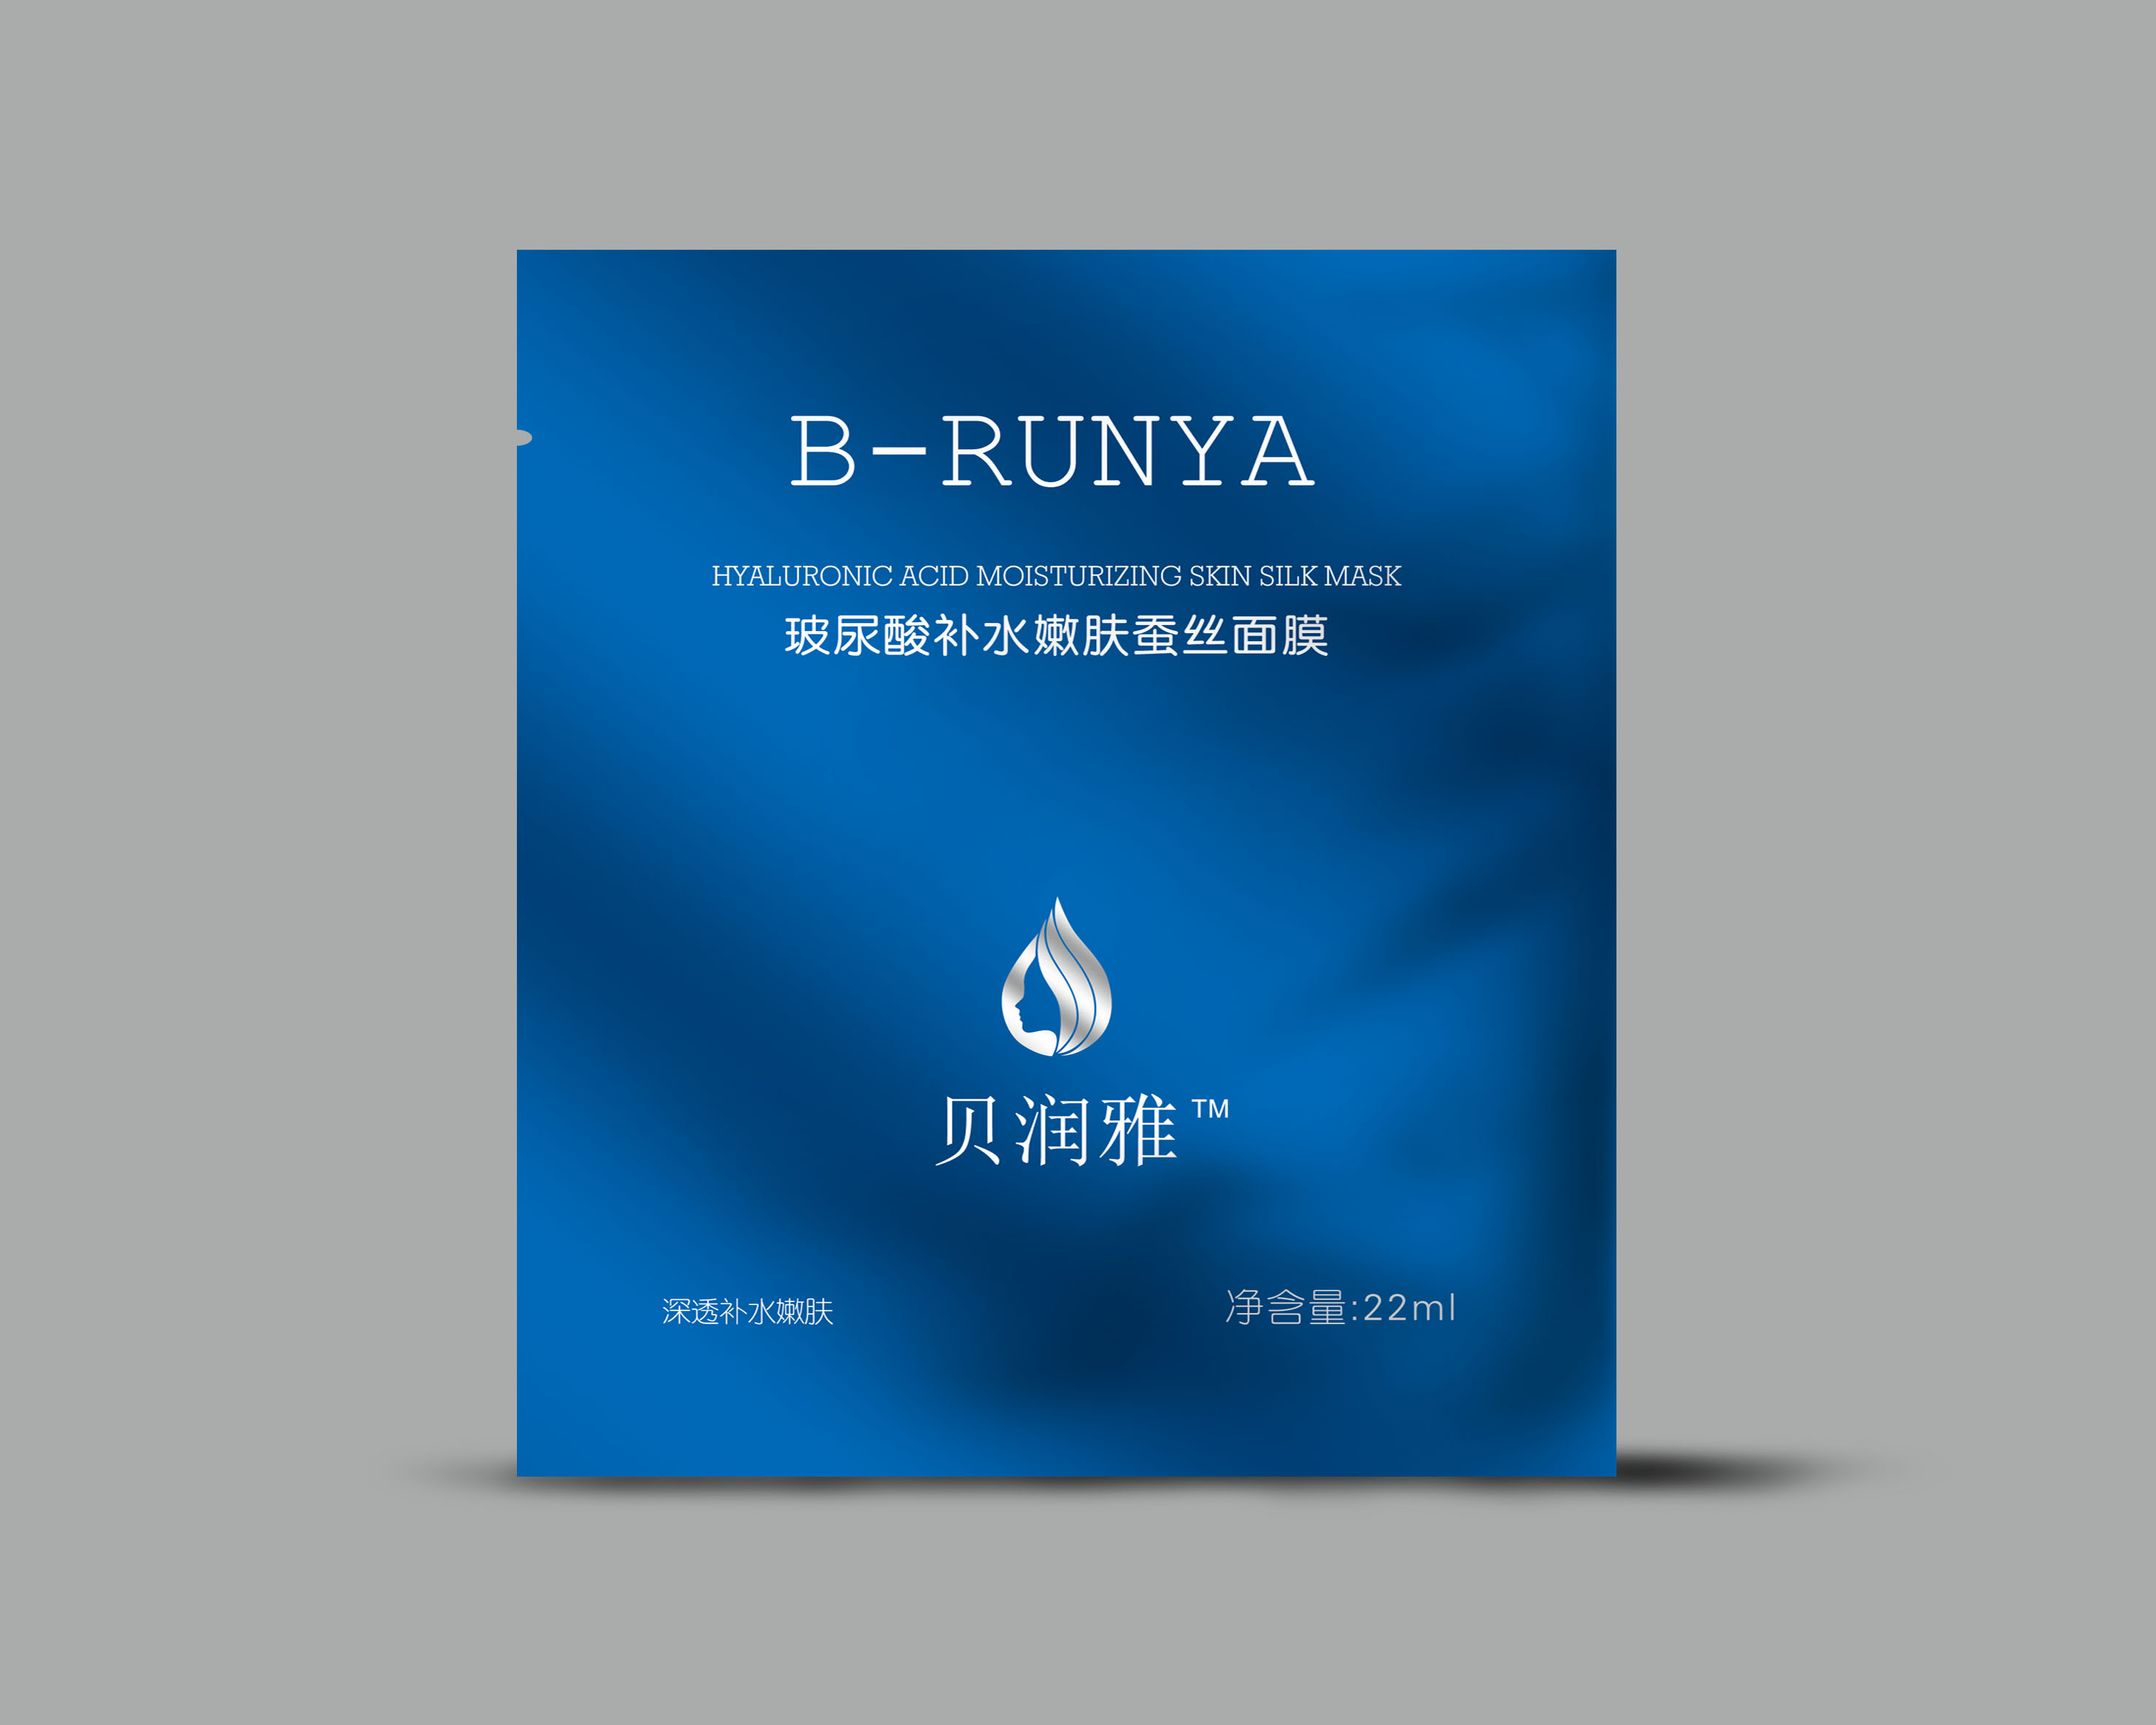 B-RUNYA
HYALURONIC ACID MOISTURIZING SKIN SILK MASK
玻尿酸补水嫩肤蚕丝面膜
贝润雅™
深透补水嫩肤
净含量:22ml